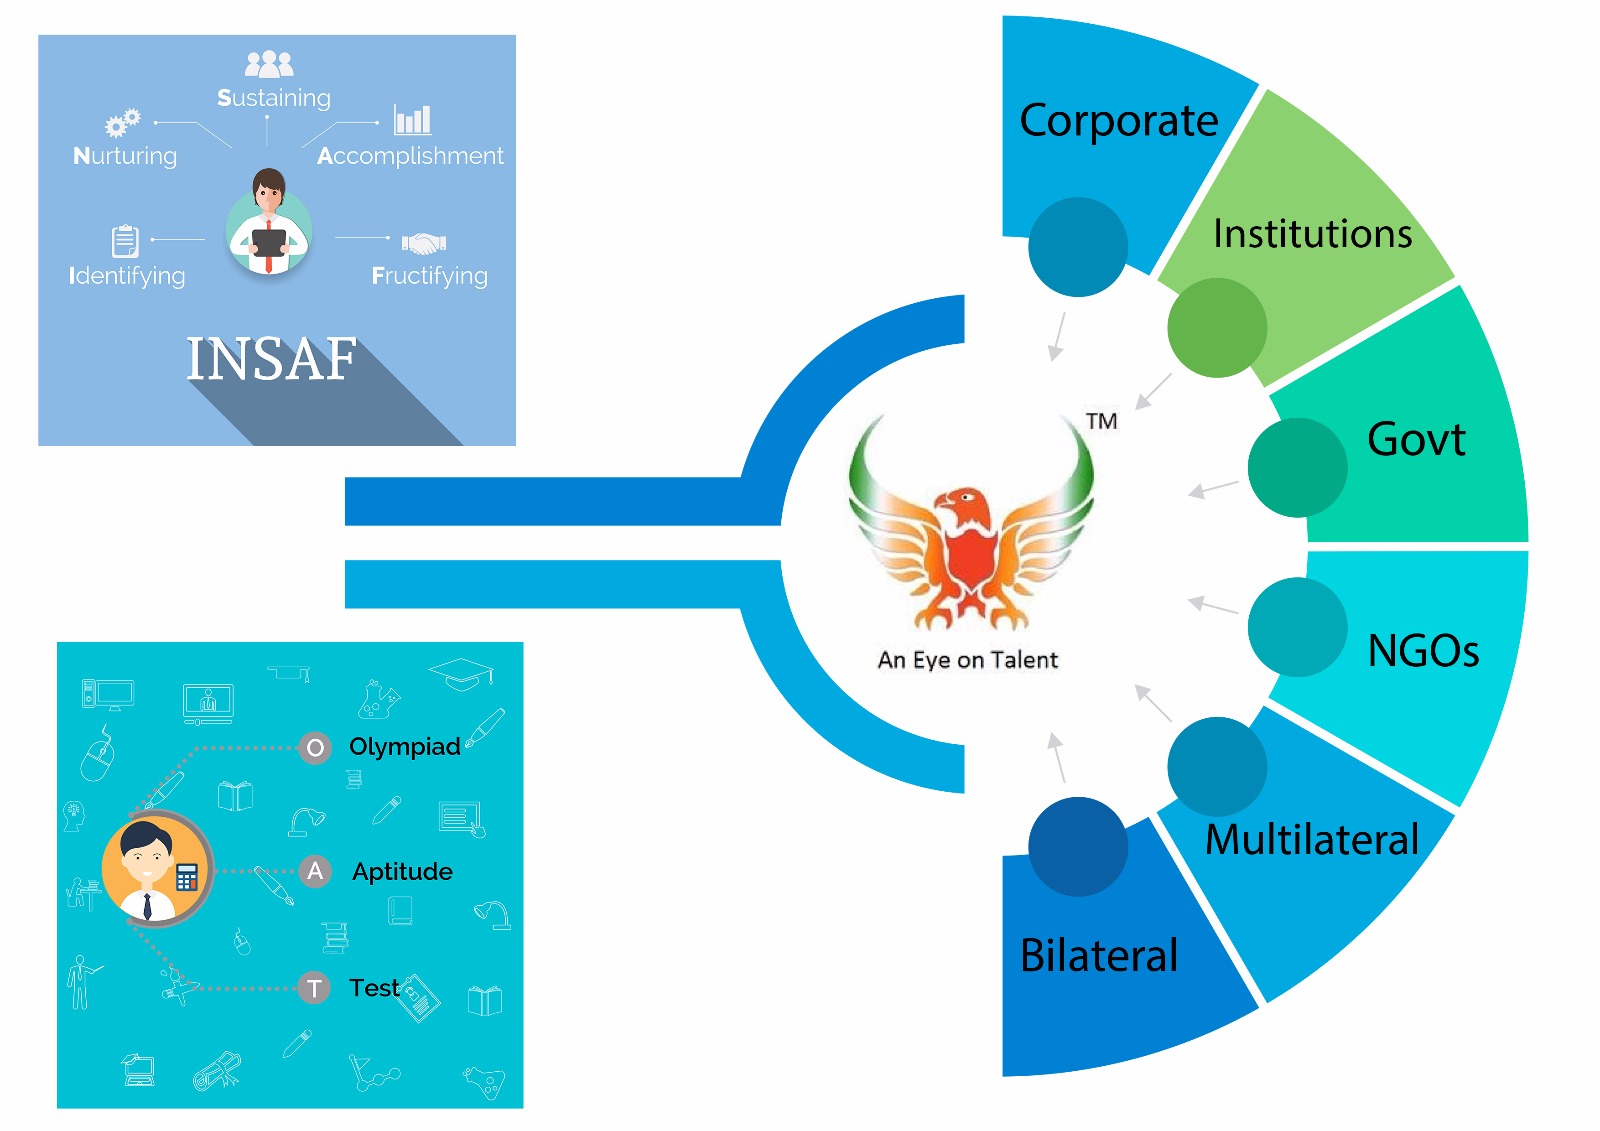 Sustaining
Nurturing
Accomplishment
Identifying
Fructifying
INSAF
O Olympiad
A Aptitude
T Test
TM
An Eye on Talent
Corporate
Institutions
Govt
NGOs
Multilateral
Bilateral